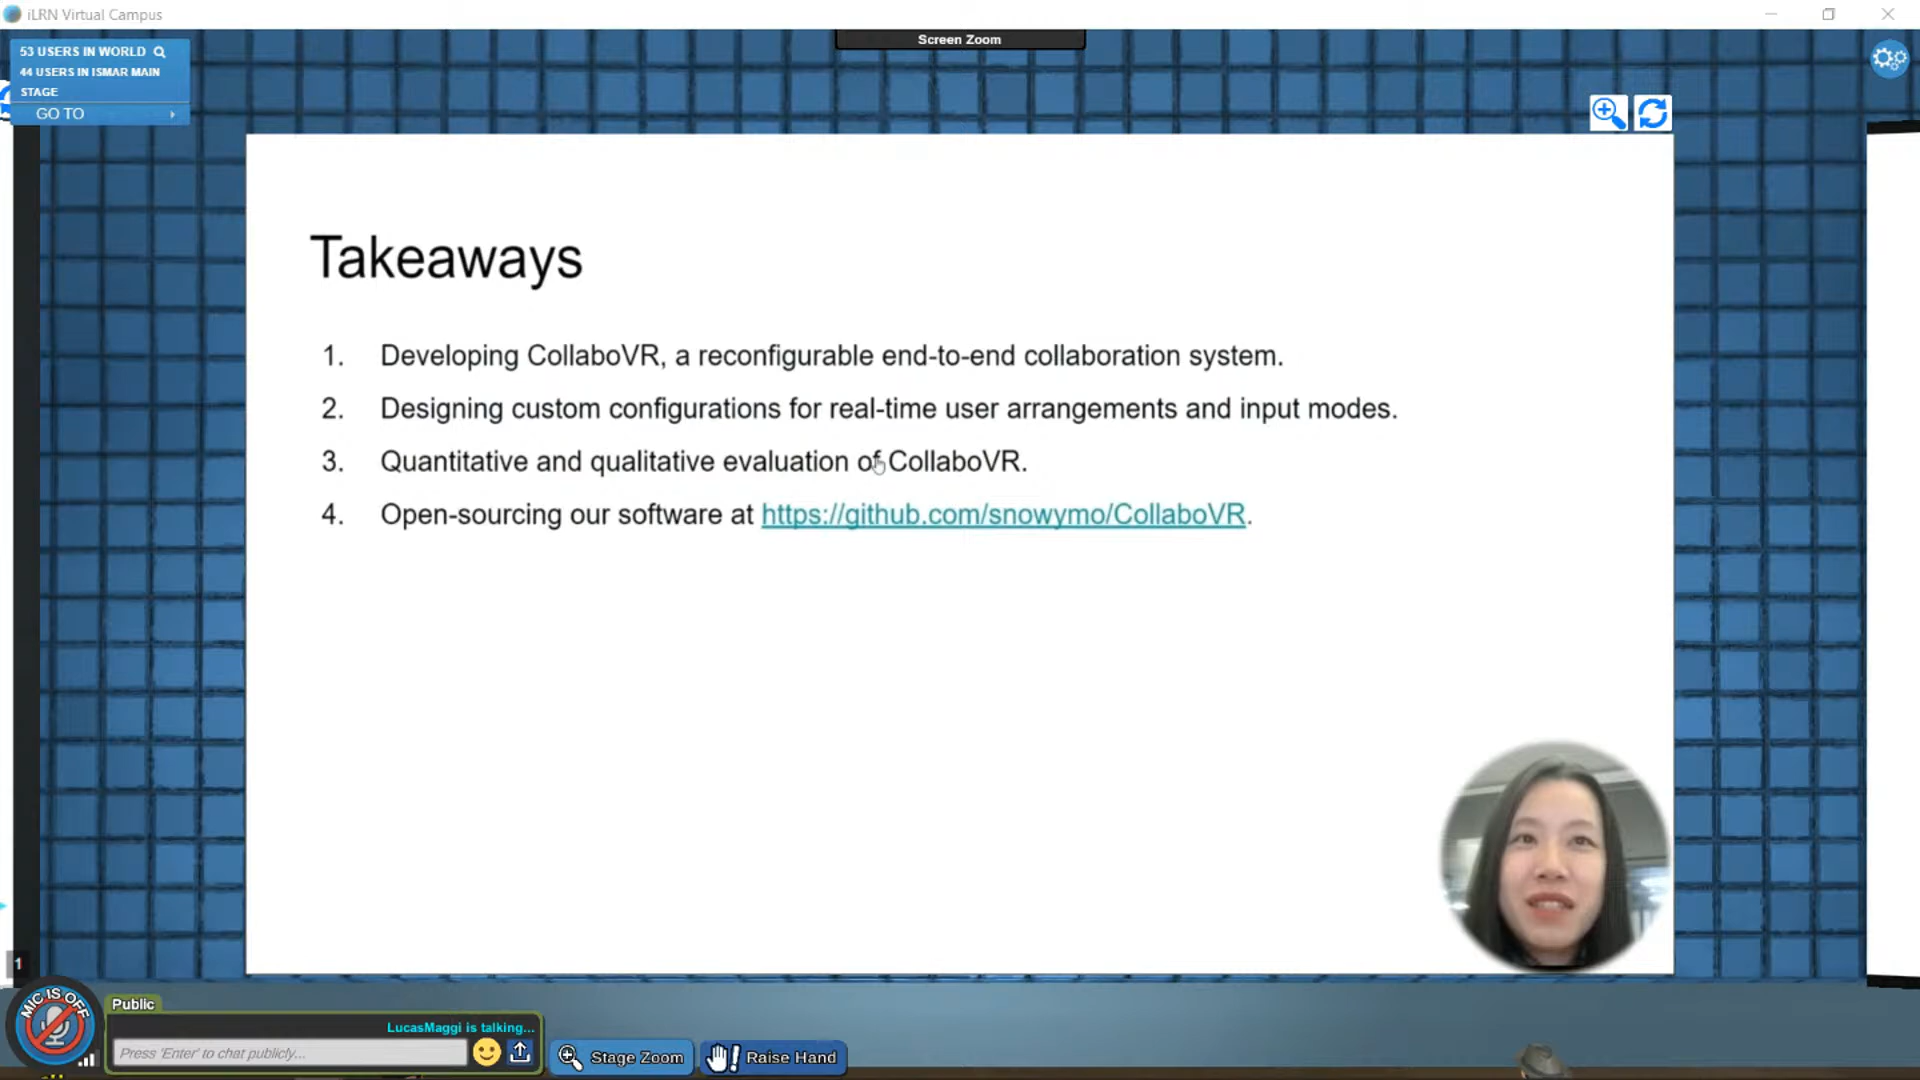 iLRN Virtual Campus
53 USERS IN WORLD
44 USERS IN ISMAR MAIN
STAGE
GO TO
Screen Zoom
Takeaways
1. Developing CollaboVR, a reconfigurable end-to-end collaboration system.
2. Designing custom configurations for real-time user arrangements and input modes.
3. Quantitative and qualitative evaluation of CollaboVR.
4. Open-sourcing our software at https://github.com/snowymo/CollaboVR.
1
MIC IS OFF
Public
LucasMaggi is talking...
Press 'Enter' to chat publicly...
Stage Zoom
Raise Hand